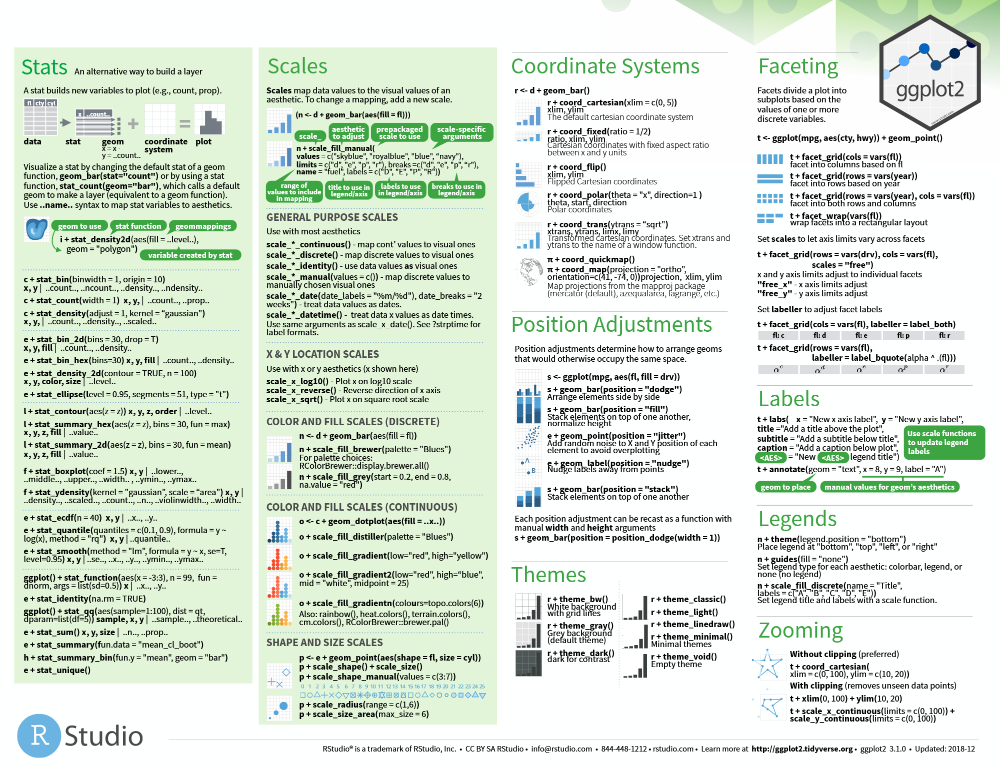 Stats An alternative way to build a layer
A stat builds new variables to plot (e.g., count, prop).
fl cty cyl
x ..count..
data stat geom coordinate plot
x = x · system
y = ..count..
Visualize a stat by changing the default stat of a geom
function, geom_bar(stat="count") or by using a stat
function, stat_count(geom="bar"), which calls a default
geom to make a layer (equivalent to a geom function).
Use ..name.. syntax to map stat variables to aesthetics.
geom to use stat function geommappings
i + stat_density2d(aes(fill = ..level..),
geom = "polygon")
variable created by stat
c + stat_bin(binwidth = 1, origin = 10)
x, y | ..count.., ..ncount.., ..density.., ..ndensity..
c + stat_count(width = 1) x, y, | ..count.., ..prop..
c + stat_density(adjust = 1, kernel = “gaussian")
x, y, | ..count.., ..density.., ..scaled..
e + stat_bin_2d(bins = 30, drop = T)
x, y, fill | ..count.., ..density..
e + stat_bin_hex(bins=30) x, y, fill | ..count.., ..density..
e + stat_density_2d(contour = TRUE, n = 100)
x, y, color, size | ..level..
e + stat_ellipse(level = 0.95, segments = 51, type = "t")
l + stat_contour(aes(z = z)) x, y, z, order | ..level..
l + stat_summary_hex(aes(z = z), bins = 30, fun = max)
x, y, z, fill | ..value..
l + stat_summary_2d(aes(z = z), bins = 30, fun = mean)
x, y, z, fill | ..value..
f + stat_boxplot(coef = 1.5) x, y | ..lower..,
..middle.., ..upper.., ..width.. , ..ymin.., ..ymax..
f + stat_ydensity(kernel = "gaussian", scale = “area") x, y |
..density.., ..scaled.., ..count.., ..n.., ..violinwidth.., ..width..
e + stat_ecdf(n = 40) x, y | ..x.., ..y..
e + stat_quantile(quantiles = c(0.1, 0.9), formula = y ~
log(x), method = "rq") x, y | ..quantile..
e + stat_smooth(method = "lm", formula = y ~ x, se=T,
level=0.95) x, y | ..se.., ..x.., ..y.., ..ymin.., ..ymax..
ggplot() + stat_function(aes(x = -3:3), n = 99, fun =
dnorm, args = list(sd=0.5)) x | ..x.., ..y..
e + stat_identity(na.rm = TRUE)
ggplot() + stat_qq(aes(sample=1:100), dist = qt,
dparam=list(df=5)) sample, x, y | ..sample.., ..theoretical..
e + stat_sum() x, y, size | ..n.., ..prop..
e + stat_summary(fun.data = "mean_cl_boot")
h + stat_summary_bin(fun.y = "mean", geom = "bar")
e + stat_unique()
Scales
Scales map data values to the visual values of an
aesthetic. To change a mapping, add a new scale.
(n <- d + geom_bar(aes(fill = fl)))
scale_ aesthetic to adjust prepackaged scale to use scale-specific arguments
n + scale_fill_manual(
values = c("skyblue", "royalblue", "blue", “navy"),
limits = c("d", "e", "p", "r"), breaks =c("d", "e", "p", “r"),
name = "fuel", labels = c("D", "E", "P", "R"))
range of values to include in mapping title to use in legend/axis labels to use in legend/axis breaks to use in legend/axis
GENERAL PURPOSE SCALES
Use with most aesthetics
scale_*_continuous() - map cont’ values to visual ones
scale_*_discrete() - map discrete values to visual ones
scale_*_identity() - use data values as visual ones
scale_*_manual(values = c()) - map discrete values to
manually chosen visual ones
scale_*_date(date_labels = "%m/%d"), date_breaks = "2
weeks") - treat data values as dates.
scale_*_datetime() - treat data x values as date times.
Use same arguments as scale_x_date(). See ?strptime for
label formats.
X & Y LOCATION SCALES
Use with x or y aesthetics (x shown here)
scale_x_log10() - Plot x on log10 scale
scale_x_reverse() - Reverse direction of x axis
scale_x_sqrt() - Plot x on square root scale
COLOR AND FILL SCALES (DISCRETE)
n <- d + geom_bar(aes(fill = fl))
n + scale_fill_brewer(palette = "Blues")
For palette choices:
RColorBrewer::display.brewer.all()
n + scale_fill_grey(start = 0.2, end = 0.8,
na.value = "red")
COLOR AND FILL SCALES (CONTINUOUS)
o <- c + geom_dotplot(aes(fill = ..x..))
o + scale_fill_distiller(palette = "Blues")
o + scale_fill_gradient(low="red", high="yellow")
o + scale_fill_gradient2(low="red", high=“blue",
mid = "white", midpoint = 25)
o + scale_fill_gradientn(colours=topo.colors(6))
Also: rainbow(), heat.colors(), terrain.colors(),
cm.colors(), RColorBrewer::brewer.pal()
SHAPE AND SIZE SCALES
p <- e + geom_point(aes(shape = fl, size = cyl))
p + scale_shape() + scale_size()
p + scale_shape_manual(values = c(3:7))
0 1 2 3 4 5 6 7 8 9 10 11 12 13 14 15 16 17 18 19 20 21 22 23 24 25
p + scale_radius(range = c(1,6))
p + scale_size_area(max_size = 6)
Coordinate Systems
r <- d + geom_bar()
r + coord_cartesian(xlim = c(0, 5))
xlim, ylim
The default cartesian coordinate system
r + coord_fixed(ratio = 1/2)
ratio, xlim, ylim
Cartesian coordinates with fixed aspect ratio
between x and y units
r + coord_flip()
xlim, ylim
Flipped Cartesian coordinates
r + coord_polar(theta = "x", direction=1 )
theta, start, direction
Polar coordinates
r + coord_trans(ytrans = “sqrt")
xtrans, ytrans, limx, limy
Transformed cartesian coordinates. Set xtrans and
ytrans to the name of a window function.
π + coord_quickmap()
π + coord_map(projection = "ortho",
orientation=c(41, -74, 0))projection, xlim, ylim
Map projections from the mapproj package
(mercator (default), azequalarea, lagrange, etc.)
Position Adjustments
Position adjustments determine how to arrange geoms
that would otherwise occupy the same space.
s <- ggplot(mpg, aes(fl, fill = drv))
s + geom_bar(position = "dodge")
Arrange elements side by side
s + geom_bar(position = "fill")
Stack elements on top of one another,
normalize height
e + geom_point(position = "jitter")
Add random noise to X and Y position of each
element to avoid overplotting
A
B
e + geom_label(position = "nudge")
Nudge labels away from points
s + geom_bar(position = "stack")
Stack elements on top of one another
Each position adjustment can be recast as a function with
manual width and height arguments
s + geom_bar(position = position_dodge(width = 1))
Themes
r + theme_bw()
White background
with grid lines
r + theme_gray()
Grey background
(default theme)
r + theme_dark()
dark for contrast
r + theme_classic()
r + theme_light()
r + theme_linedraw()
r + theme_minimal()
Minimal themes
r + theme_void()
Empty theme
Faceting
Facets divide a plot into
subplots based on the
values of one or more
discrete variables.
ggplot2
www.rstudio.com
t <- ggplot(mpg, aes(cty, hwy)) + geom_point()
t + facet_grid(cols = vars(fl))
facet into columns based on fl
t + facet_grid(rows = vars(year))
facet into rows based on year
t + facet_grid(rows = vars(year), cols = vars(fl))
facet into both rows and columns
t + facet_wrap(vars(fl))
wrap facets into a rectangular layout
Set scales to let axis limits vary across facets
t + facet_grid(rows = vars(drv), cols = vars(fl),
scales = "free")
x and y axis limits adjust to individual facets
"free_x" - x axis limits adjust
"free_y" - y axis limits adjust
Set labeller to adjust facet labels
t + facet_grid(cols = vars(fl), labeller = label_both)
fl: c fl: d fl: e fl: p fl: r
t + facet_grid(rows = vars(fl),
labeller = label_bquote(alpha ^ .(fl)))
α^c α^d α^e α^p α^r
Labels
t + labs( x = "New x axis label", y = "New y axis label",
title ="Add a title above the plot",
subtitle = "Add a subtitle below title",
caption = "Add a caption below plot",
<AES> = "New <AES> legend title")
Use scale functions
to update legend
labels
t + annotate(geom = "text", x = 8, y = 9, label = "A")
geom to place manual values for geom’s aesthetics
Legends
n + theme(legend.position = "bottom")
Place legend at "bottom", "top", "left", or "right"
n + guides(fill = "none")
Set legend type for each aesthetic: colorbar, legend, or
none (no legend)
n + scale_fill_discrete(name = "Title",
labels = c("A", "B", "C", "D", "E"))
Set legend title and labels with a scale function.
Zooming
Without clipping (preferred)
t + coord_cartesian(
xlim = c(0, 100), ylim = c(10, 20))
With clipping (removes unseen data points)
t + xlim(0, 100) + ylim(10, 20)
t + scale_x_continuous(limits = c(0, 100)) +
scale_y_continuous(limits = c(0, 100))
R Studio
RStudio® is a trademark of RStudio, Inc. • CC BY SA RStudio • info@rstudio.com • 844-448-1212 • rstudio.com • Learn more at http://ggplot2.tidyverse.org • ggplot2 3.1.0 • Updated: 2018-12